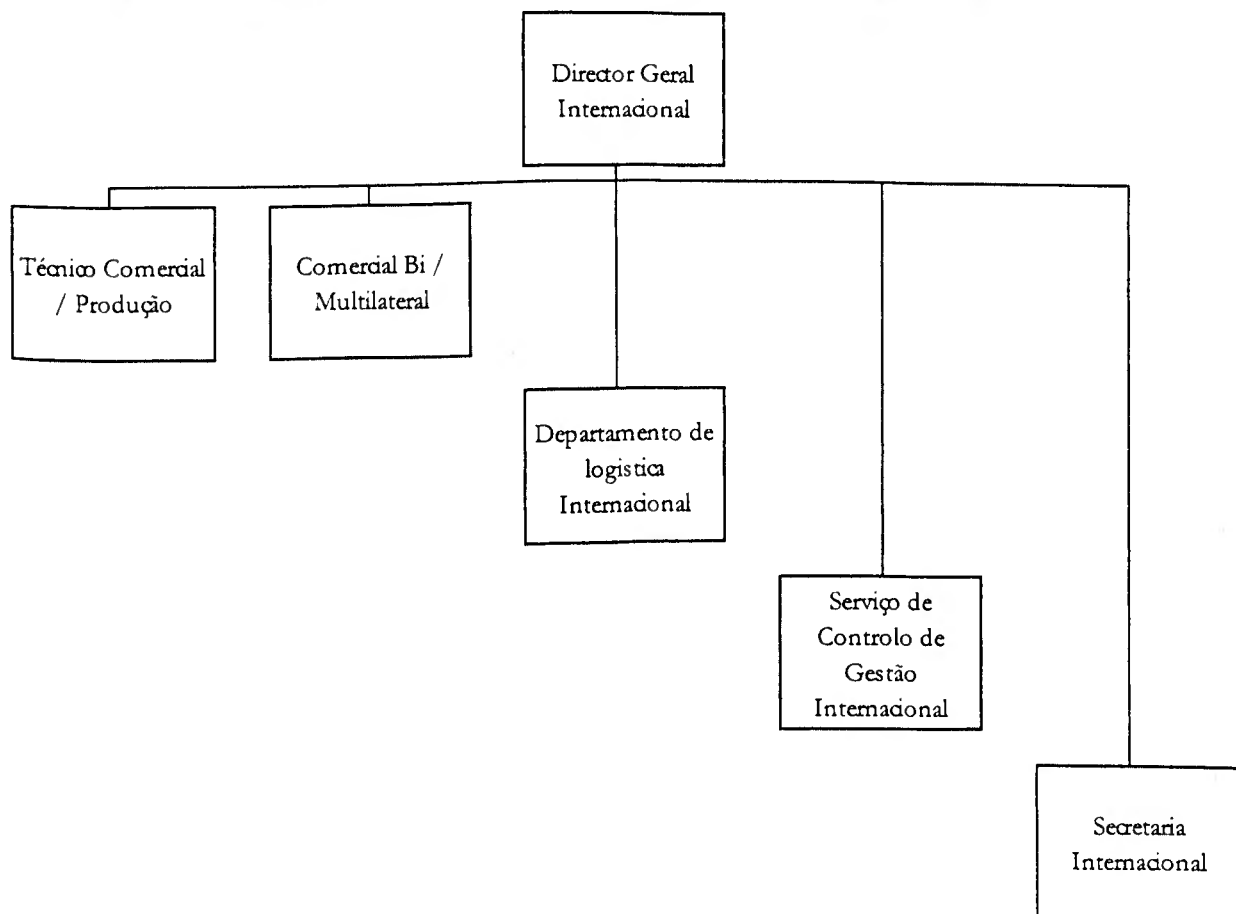 Director Geral
Internacional
Técnico Comercial
/ Produção
Comercial Bi /
Multilateral
Departamento de
logistica
Internacional
Serviço de
Controlo de
Gestão
Internacional
Secretaria
Internacional